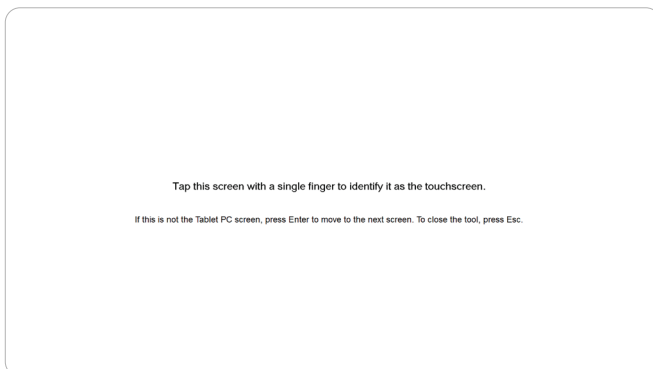 Tap this screen with a single finger to identify it as the touchscreen.
If this is not the Tablet PC screen, press Enter to move to the next screen. To close the tool, press Esc.